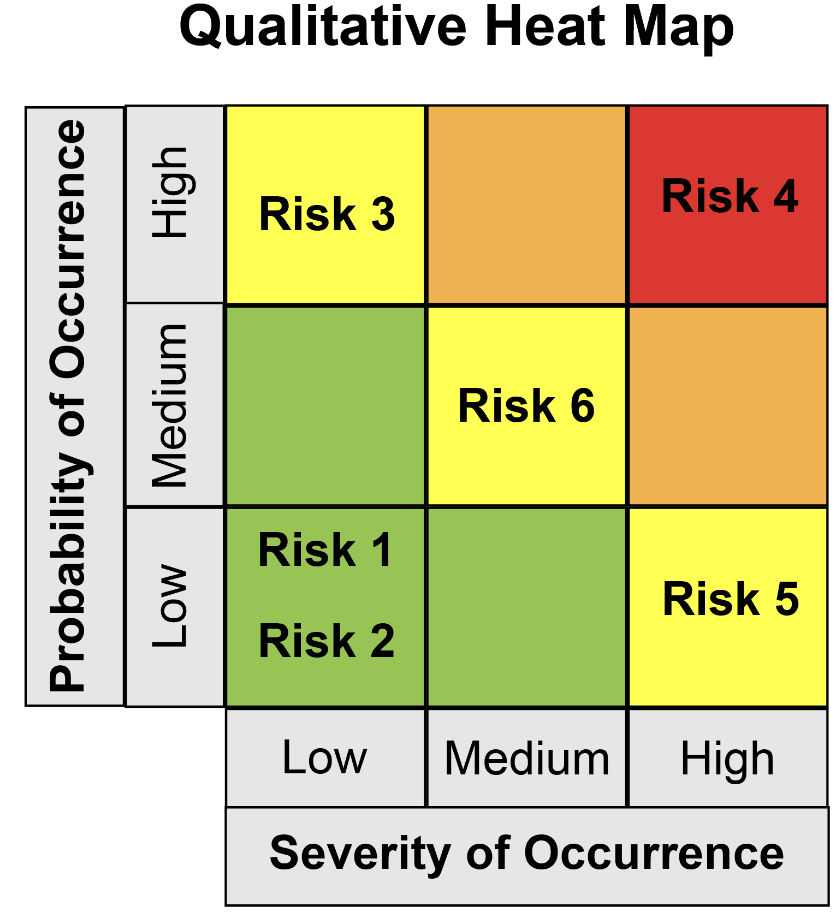 Qualitative Heat Map
Probability of Occurrence
High
Risk 3
Risk 4
Medium
Risk 6
Low
Risk 1
Risk 2
Risk 5
Low
Medium
High
Severity of Occurrence